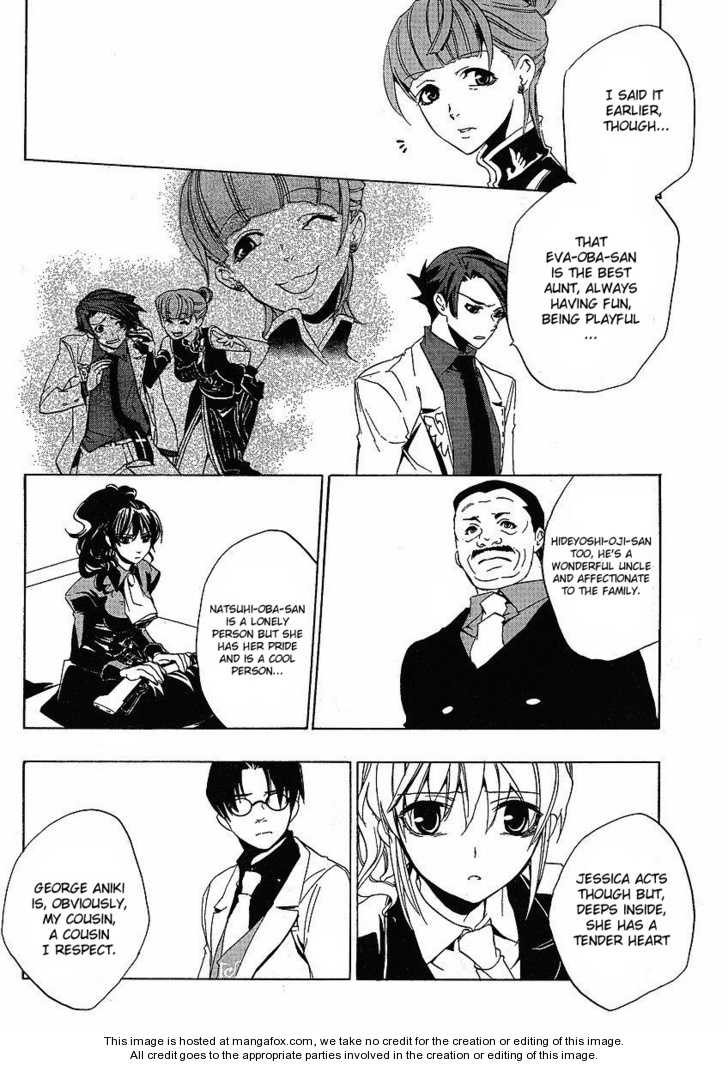 I SAID IT
EARLIER,
THOUGH...
THAT
EVA-OBA-SAN
IS THE BEST
AUNT, ALWAYS
HAVING FUN,
BEING PLAYFUL
...
HIDEYOSHI-OJI-SAN
TOO, HE'S A
WONDERFUL UNCLE
AND AFFECTIONATE
TO THE FAMILY.
NATSUHI-OBA-SAN
IS A LONELY
PERSON BUT SHE
HAS HER PRIDE
AND IS A COOL
PERSON...
JESSICA ACTS
THOUGH BUT,
DEEPS INSIDE,
SHE HAS A
TENDER HEART
GEORGE ANIKI
IS, OBVIOUSLY,
MY COUSIN,
A COUSIN
I RESPECT.
This image is hosted at mangafox.com, we take no credit for the creation or editing of this image.
All credit goes to the appropriate parties involved in the creation or editing of this image.